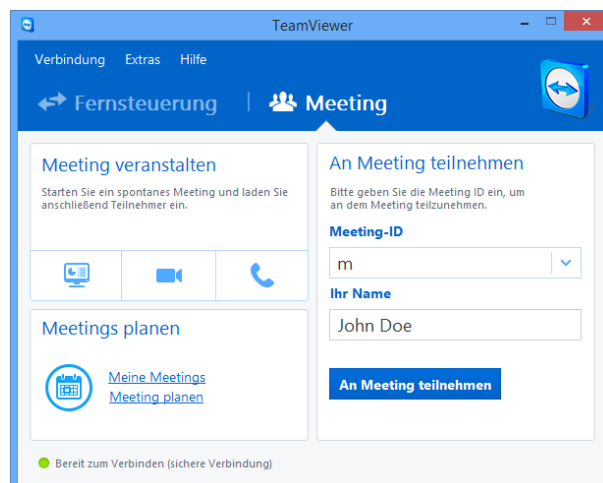 TeamViewer
Verbindung Extras Hilfe
Fernsteuerung Meeting
Meeting veranstalten
Starten Sie ein spontanes Meeting und laden Sie
anschließend Teilnehmer ein.
Meetings planen
Meine Meetings
Meeting planen
An Meeting teilnehmen
Bitte geben Sie die Meeting ID ein, um
an dem Meeting teilzunehmen.
Meeting-ID
m
Ihr Name
John Doe
An Meeting teilnehmen
Bereit zum Verbinden (sichere Verbindung)